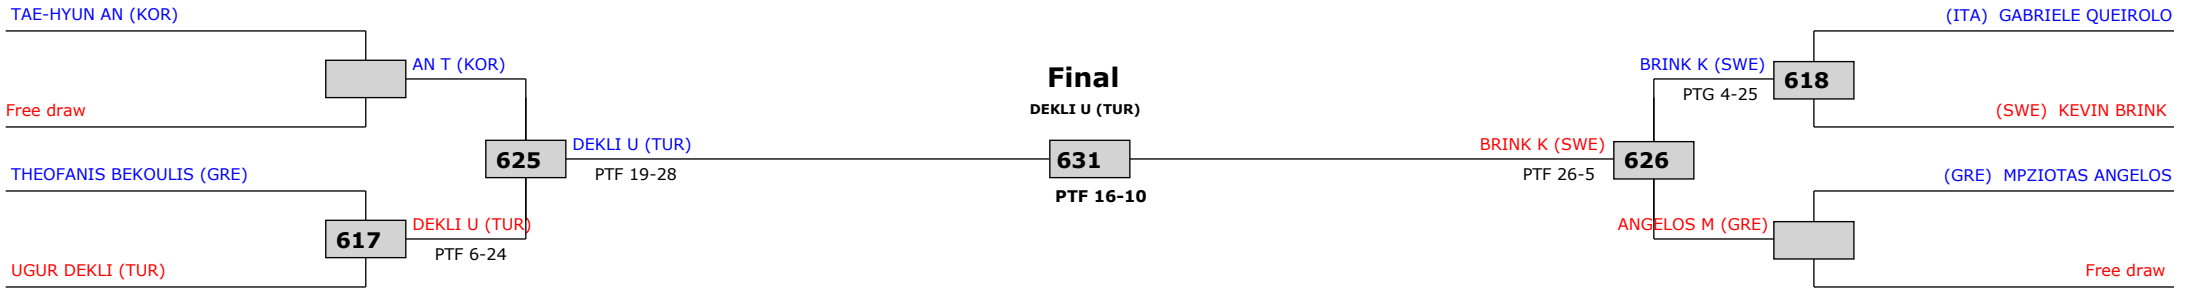 TAE-HYUN AN (KOR)
Free draw
THEOFANIS BEKOULIS (GRE)
UGUR DEKLI (TUR)
AN T (KOR)
617
DEKLI U (TUR)
PTF 6-24
625
DEKLI U (TUR)
PTF 19-28
Final
DEKLI U (TUR)
631
PTF 16-10
BRINK K (SWE)
PTF 26-5
626
BRINK K (SWE)
PTG 4-25
618
ANGELOS M (GRE)
(ITA) GABRIELE QUEIROLO
(SWE) KEVIN BRINK
(GRE) MPZIOTAS ANGELOS
Free draw